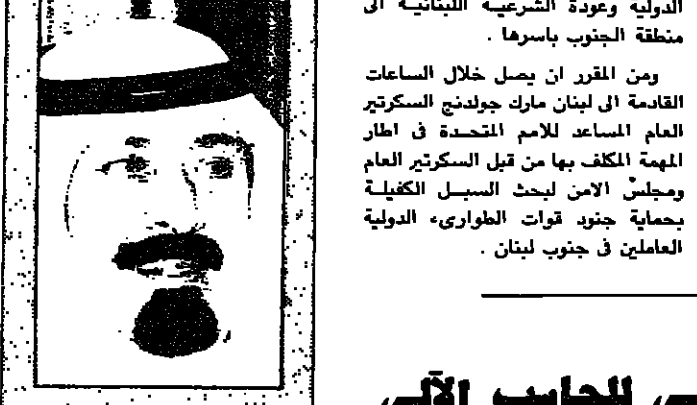 الدولية وعودة الشرعية اللبنانية الى
منطقة الجنوب باسرها .
ومن المقرر ان يصل خلال الساعات
القادمة الى لبنان مارك جولدنج السكرتير
العام المساعد للامم المتحدة في اطار
المهمة المكلف بها من قبل السكرتير العام
ومجلس الامن لبحث السبل الكفيلة
بحماية جنود قوات الطوارىء الدولية
العاملين في جنوب لبنان .
للحاسب الآلي